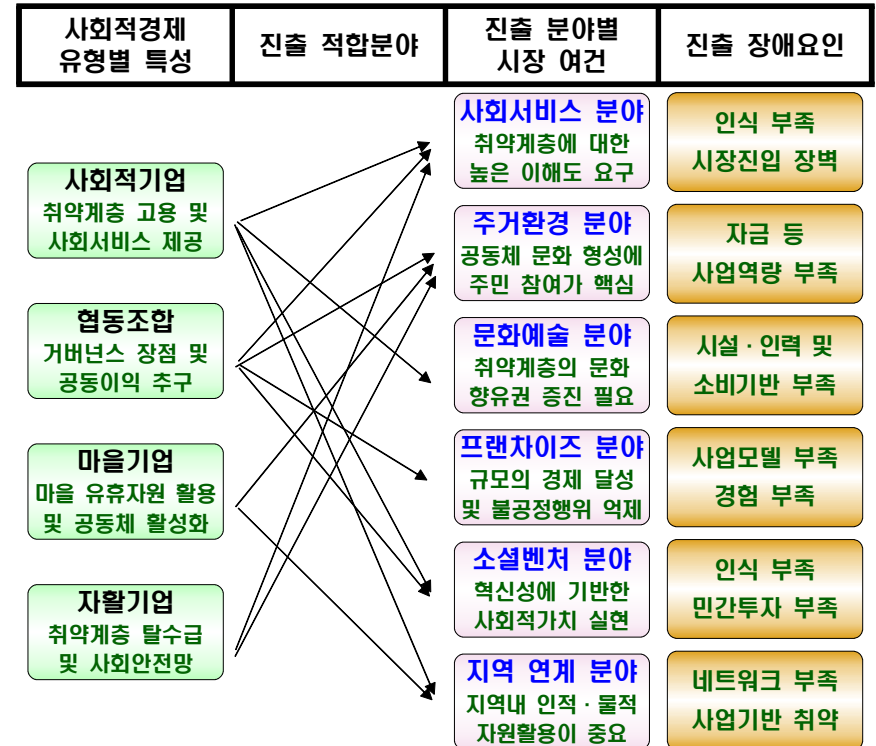 사회적경제
유형별 특성
진출 적합분야
진출 분야별
시장 여건
진출 장애요인
사회적기업
취약계층 고용 및
사회서비스 제공
협동조합
거버넌스 장점 및
공동이익 추구
마을기업
마을 유휴자원 활용
및 공동체 활성화
자활기업
취약계층 탈수급
및 사회안전망
사회서비스 분야
취약계층에 대한
높은 이해도 요구
주거환경 분야
공동체 문화 형성에
주민 참여가 핵심
문화예술 분야
취약계층의 문화
향유권 증진 필요
프랜차이즈 분야
규모의 경제 달성
및 불공정행위 억제
소셜벤처 분야
혁신성에 기반한
사회적가치 실현
지역 연계 분야
지역내 인적 · 물적
자원활용이 중요
인식 부족
시장진입 장벽
자금 등
사업역량 부족
시설 · 인력 및
소비기반 부족
사업모델 부족
경험 부족
인식 부족
민간투자 부족
네트워크 부족
사업기반 취약